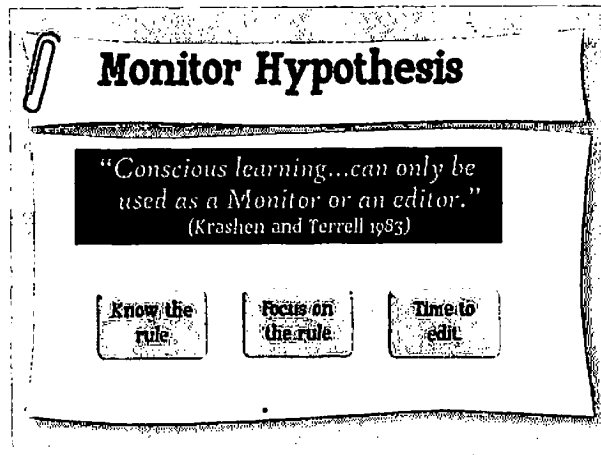 Monitor Hypothesis
“Conscious learning...can only be
used as a Monitor or an editor.”
(Krashen and Terrell 1983)
Know the
rule
Focus on
the rule
Time to
edit